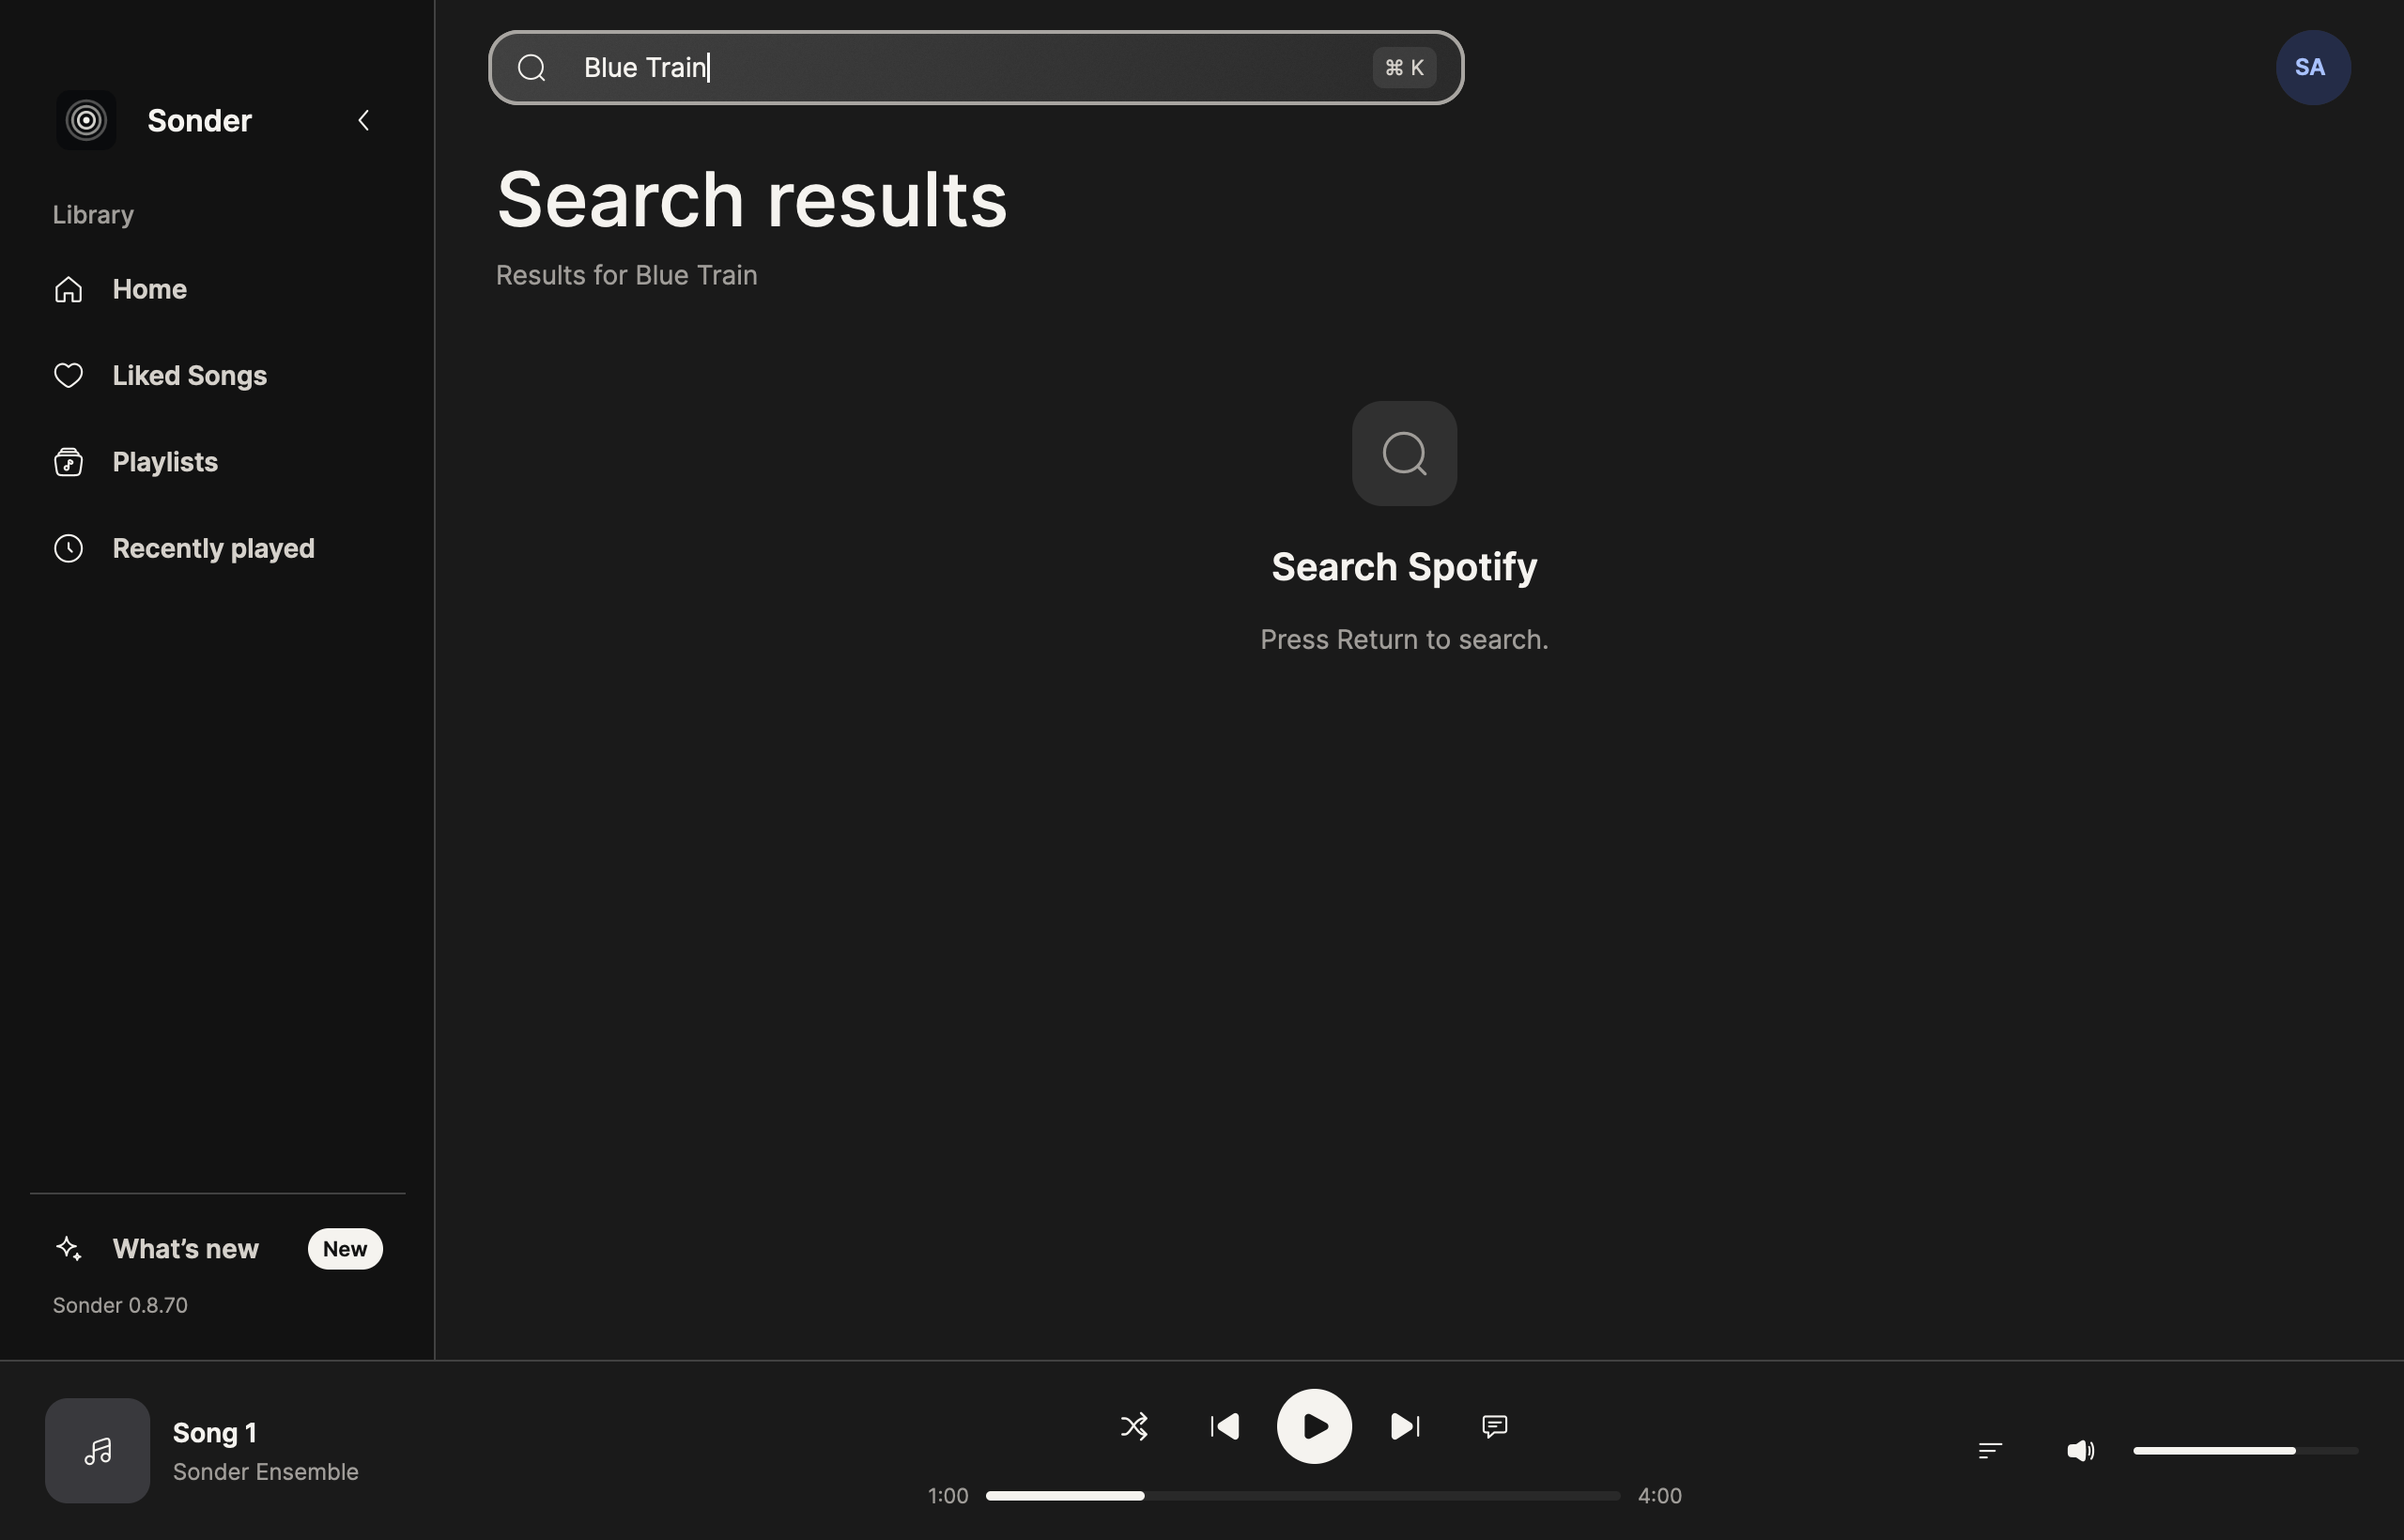 Blue Train
⌘ K
SA
Sonder
Library
Home
Liked Songs
Playlists
Recently played
Search results
Results for Blue Train
Search Spotify
Press Return to search.
What’s new
New
Sonder 0.8.70
Song 1
Sonder Ensemble
1:00
4:00